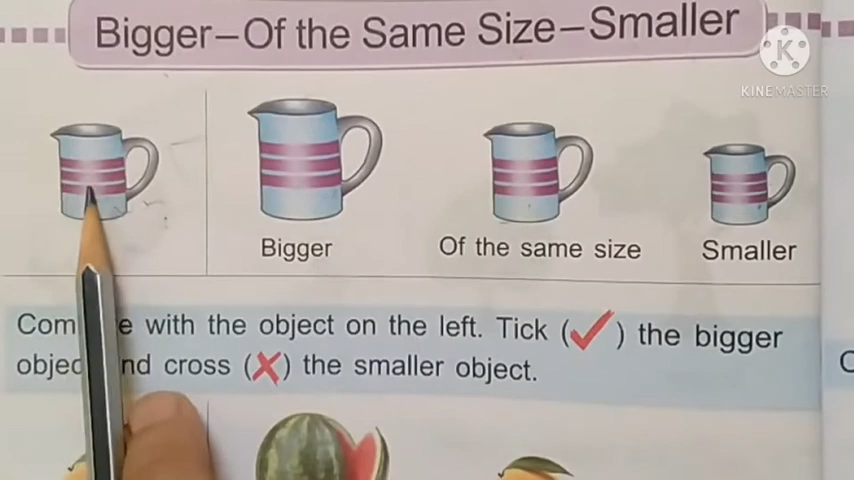 Bigger–Of the Same Size–Smaller
K
KINEMASTER
Bigger
Of the same size
Smaller
with the object on the left. Tick (✓) the bigger
and cross (✗) the smaller object.